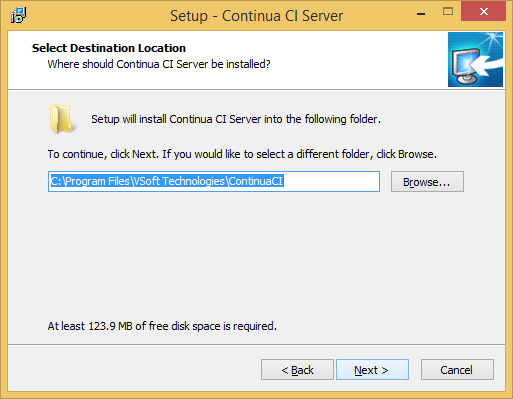 Setup - Continua CI Server
Select Destination Location
Where should Continua CI Server be installed?
Setup will install Continua CI Server into the following folder.
To continue, click Next. If you would like to select a different folder, click Browse.
C:\Program Files\VSoft Technologies\ContinuaCI
Browse...
At least 123.9 MB of free disk space is required.
< Back
Next >
Cancel